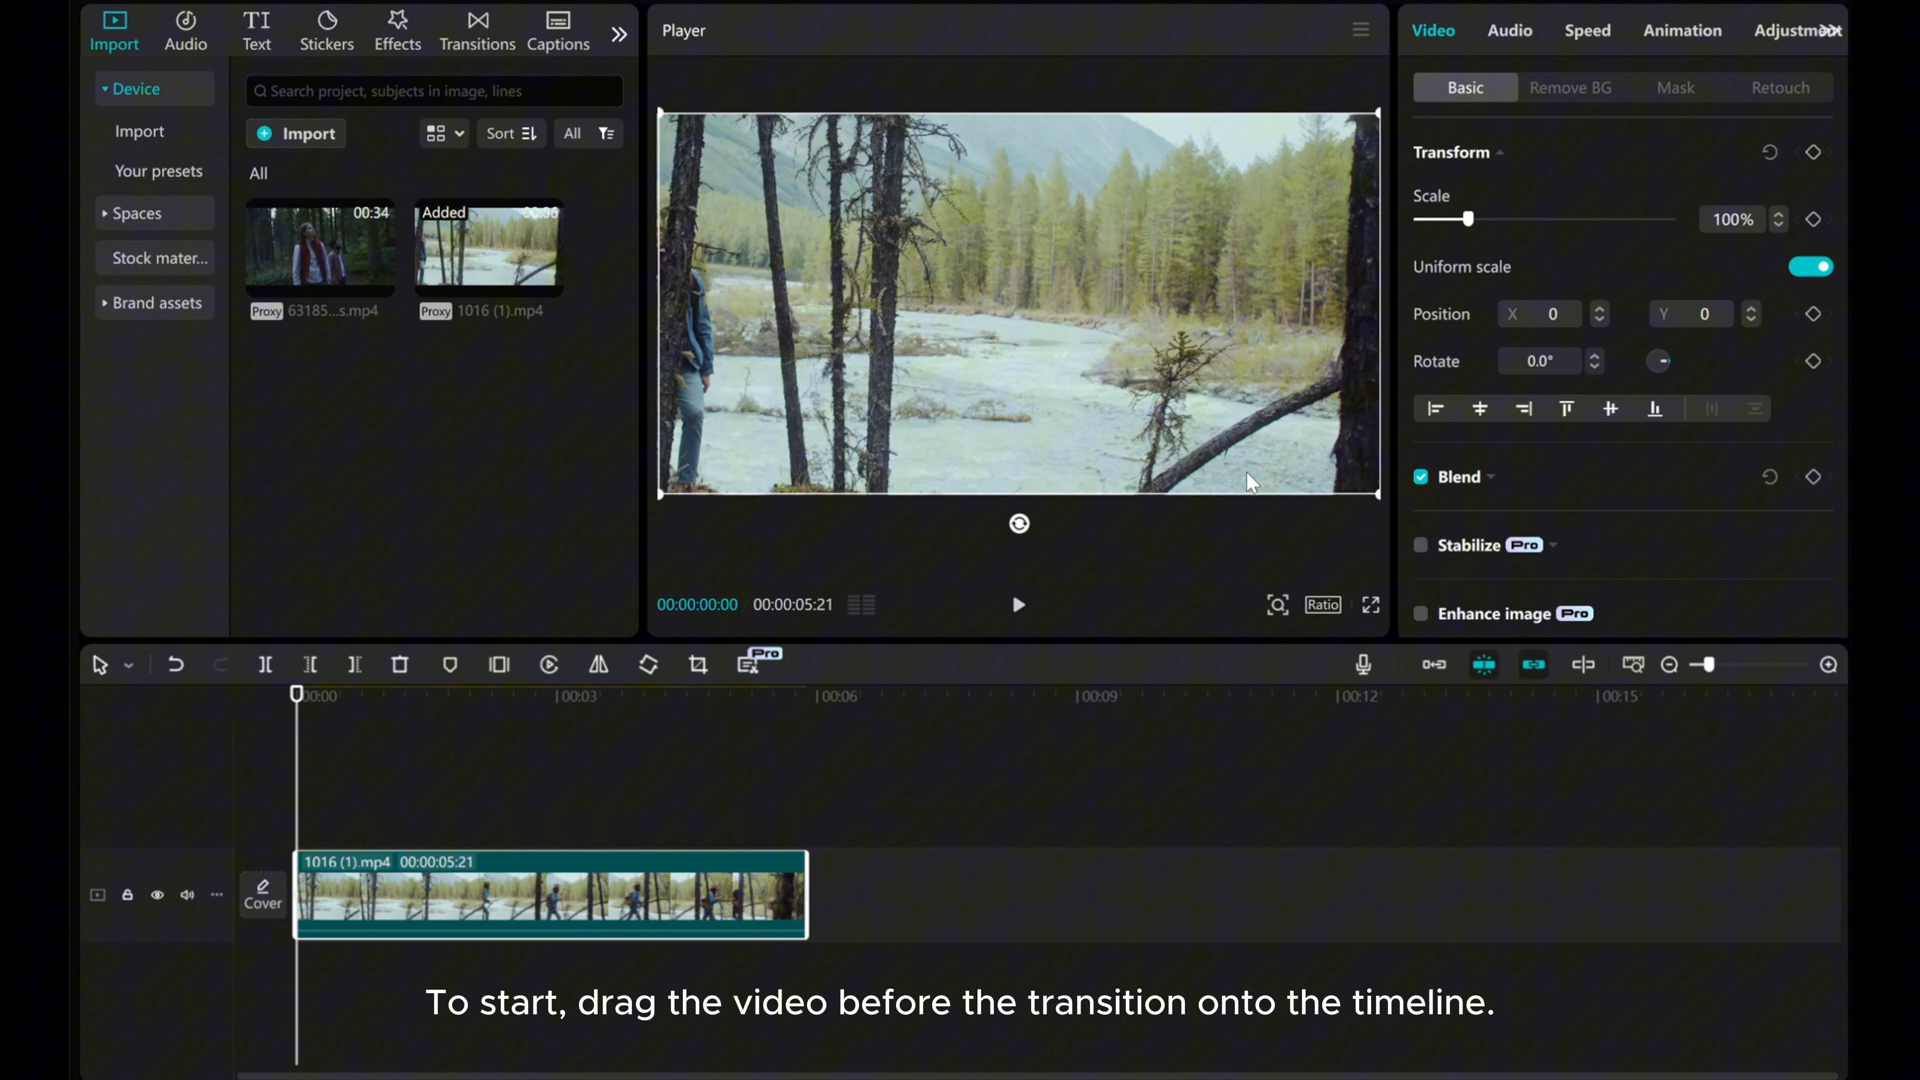 Import
Audio
Text
Stickers
Effects
Transitions
Captions
Device
Import
Your presets
Spaces
Stock mater...
Brand assets
Search project, subjects in image, lines
Import
Sort
All
All
00:34
Proxy 63185...s.mp4
Added
Proxy 1016 (1).mp4
Player
00:00:00:00 00:00:05:21
Ratio
Video Audio Speed Animation Adjustment
Basic Remove BG Mask Retouch
Transform
Scale
100%
Uniform scale
Position X 0 Y 0
Rotate 0.0°
Blend
Stabilize Pro
Enhance image Pro
Pro
00:00 00:03 00:06 00:09 00:12 00:15
Cover
1016 (1).mp4 00:00:05:21
To start, drag the video before the transition onto the timeline.